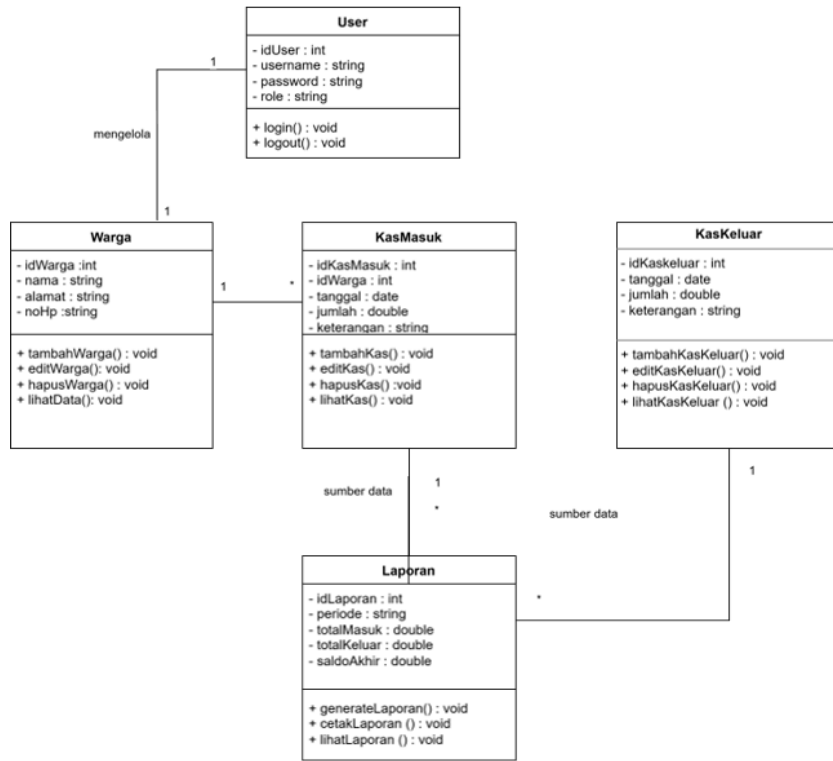 User
- idUser : int
- username : string
- password : string
- role : string
+ login() : void
+ logout() : void
1
mengelola
1
Warga
- idWarga :int
- nama : string
- alamat : string
- noHp :string
+ tambahWarga() : void
+ editWarga(): void
+ hapusWarga() : void
+ lihatData(): void
1
*
KasMasuk
- idKasMasuk : int
- idWarga : int
- tanggal : date
- jumlah : double
- keterangan : string
+ tambahKas() : void
+ editKas() : void
+ hapusKas() :void
+ lihatKas() : void
KasKeluar
- idKaskeluar : int
- tanggal : date
- jumlah : double
- keterangan : string
+ tambahKasKeluar() : void
+ editKasKeluar() : void
+ hapusKasKeluar() : void
+ lihatKasKeluar () : void
sumber data
1
*
sumber data
1
*
Laporan
- idLaporan : int
- periode : string
- totalMasuk : double
- totalKeluar : double
- saldoAkhir : double
+ generateLaporan() : void
+ cetakLaporan () : void
+ lihatLaporan () : void